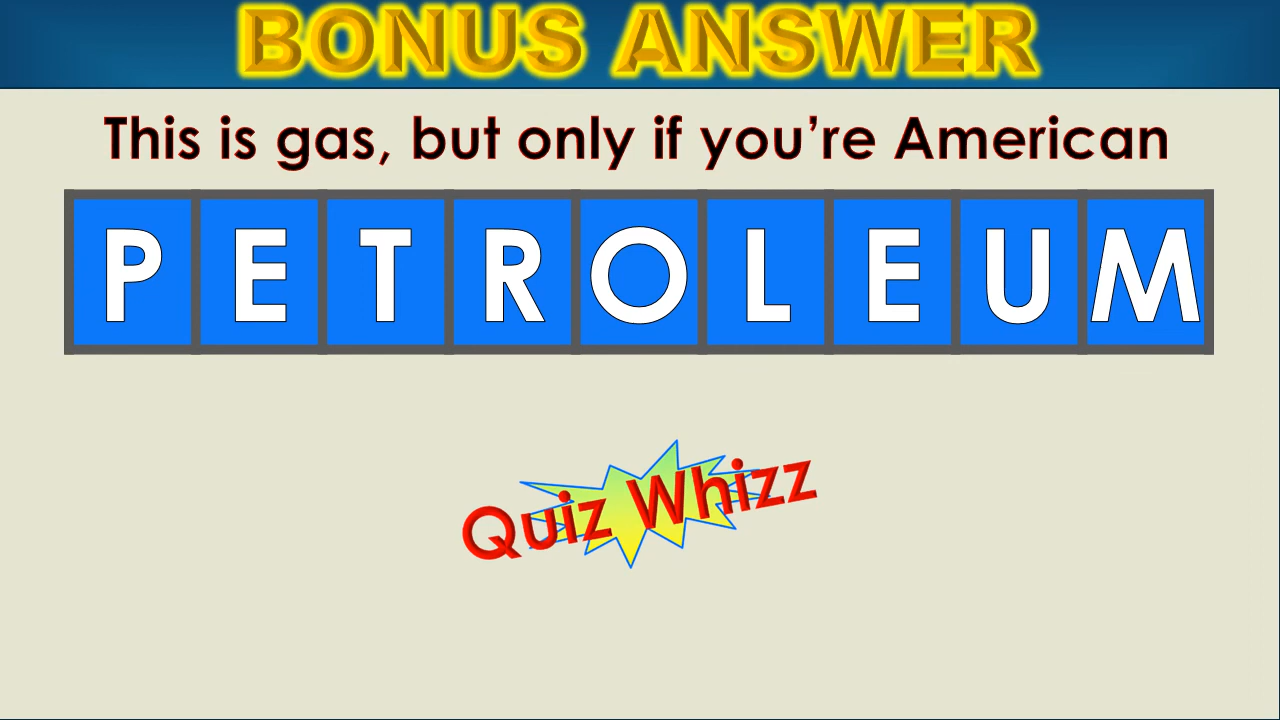 BONUS ANSWER
This is gas, but only if you’re American
PETROLEUM
Quiz Whizz